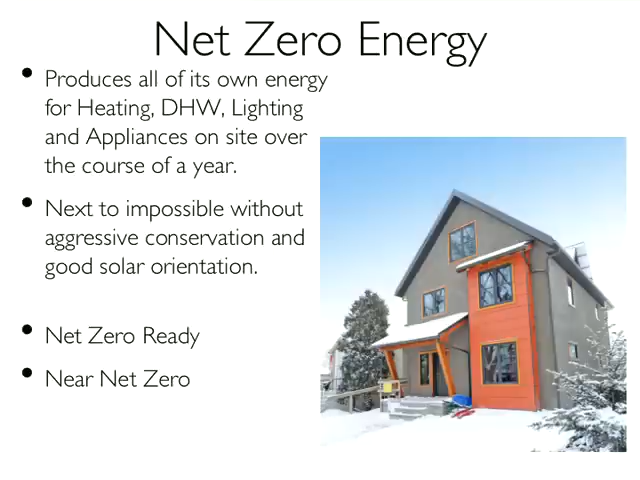 Net Zero Energy
• Produces all of its own energy
for Heating, DHW, Lighting
and Appliances on site over
the course of a year.
• Next to impossible without
aggressive conservation and
good solar orientation.
• Net Zero Ready
• Near Net Zero